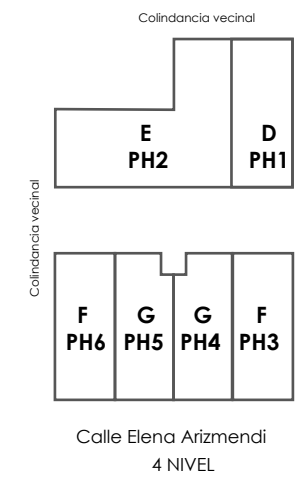 Colindancia vecinal
E
PH2
D
PH1
Colindancia vecinal
F
PH6
G
PH5
G
PH4
F
PH3
Calle Elena Arizmendi
4 NIVEL